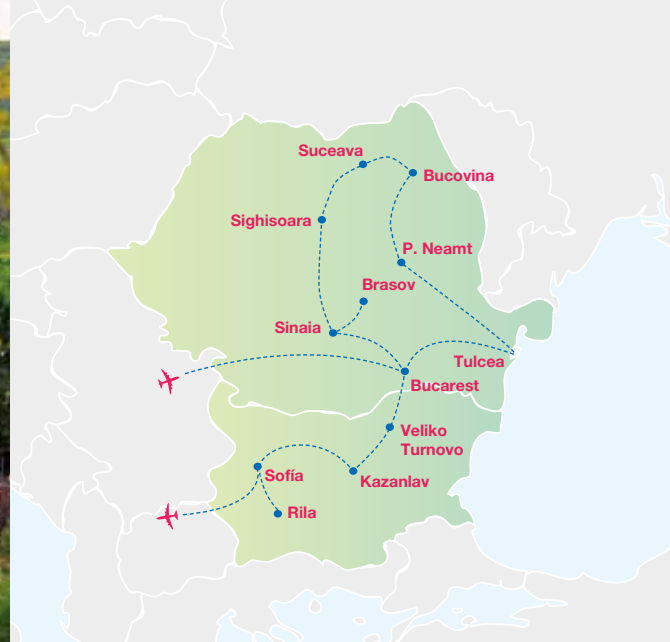 Suceava
Bucovina
Sighisoara
P. Neamt
Brasov
Sinaia
Tulcea
Bucarest
Veliko
Turnovo
Sofía
Kazanlav
Rila